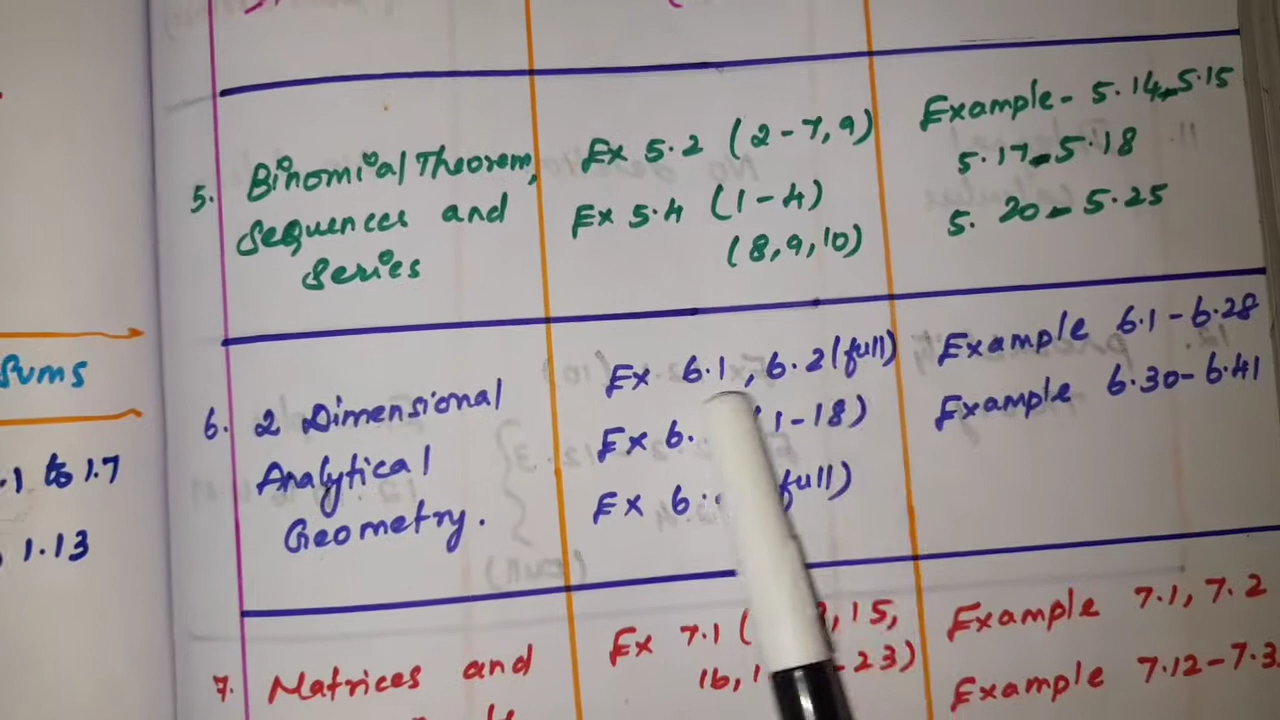 Sums
.1 to 1.7
1.13
5. Binomial Theorem,
Sequences and
Series
Ex 5.2 (2-7, 9)
Ex 5.4 (1-4)
(8, 9, 10)
Example - 5.14, 5.15
5.17 - 5.18
5.20 - 5.25
6. 2 Dimensional
Analytical
Geometry.
Ex 6.1, 6.2 (full)
Ex 6. 1-18)
Ex 6. full)
Example 6.1 - 6.28
Example 6.30 - 6.41
7. Matrices and
Ex 7.1 ( , 15,
16, 1 - 23)
Example 7.1, 7.2
Example 7.12 - 7.3